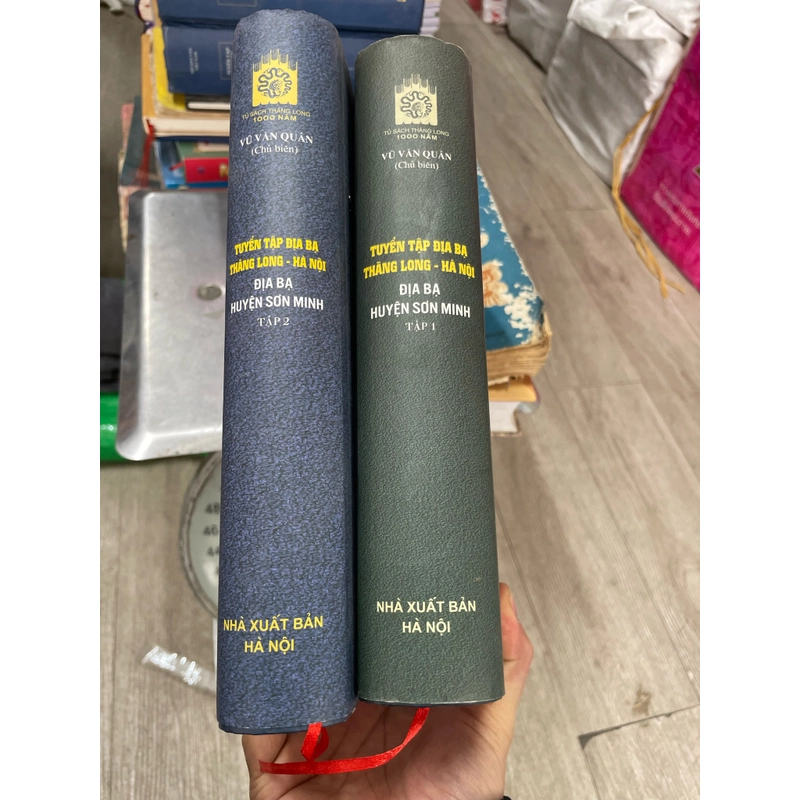 TỦ SÁCH THĂNG LONG
1000 NĂM
VŨ VĂN QUÂN
(Chủ biên)
TUYỂN TẬP ĐỊA BẠ
THĂNG LONG - HÀ NỘI
ĐỊA BẠ
HUYỆN SƠN MINH
TẬP 2
NHÀ XUẤT BẢN
HÀ NỘI
TỦ SÁCH THĂNG LONG
1000 NĂM
VŨ VĂN QUÂN
(Chủ biên)
TUYỂN TẬP ĐỊA BẠ
THĂNG LONG - HÀ NỘI
ĐỊA BẠ
HUYỆN SƠN MINH
TẬP 1
NHÀ XUẤT BẢN
HÀ NỘI